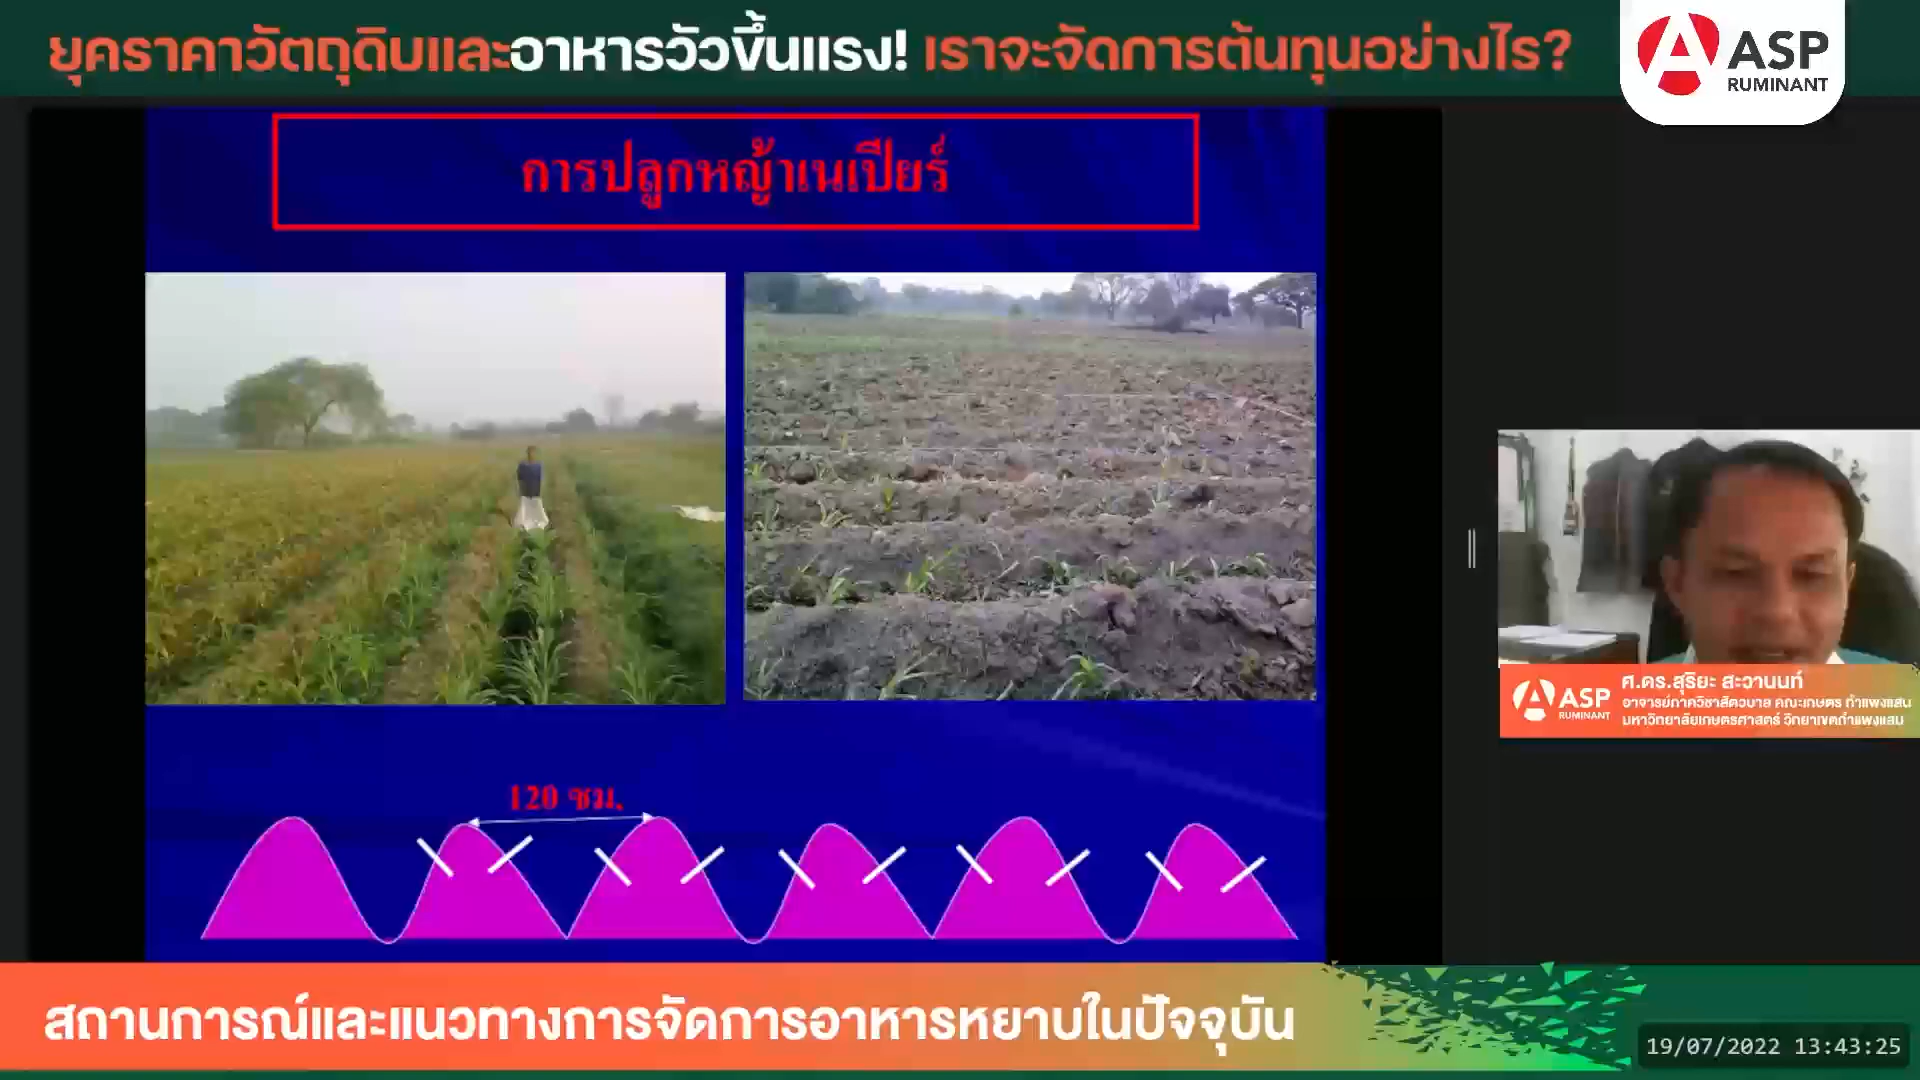 ยุคราคาวัตถุดิบและอาหารวัวขึ้นแรง! เราจะจัดการต้นทุนอย่างไร?
ASP
RUMINANT
การปลูกหญ้าเนเปียร์
120 ซม.
ASP
RUMINANT
ศ.ดร.สุริยะ สะวานนท์
อาจารย์ภาควิชาสัตวบาล คณะเกษตร กำแพงแสน
มหาวิทยาลัยเกษตรศาสตร์ วิทยาเขตกำแพงแสน
สถานการณ์และแนวทางการจัดการอาหารหยาบในปัจจุบัน
19/07/2022 13:43:25